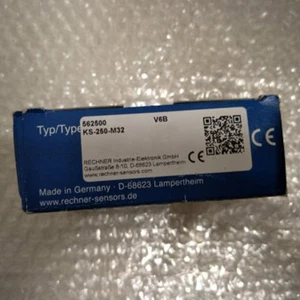 562500 V6B
Typ/Type KS-250-M32
RECHNER Industrie-Elektronik GmbH
Gaußstraße 8-10, D-68623 Lampertheim
www.rechner-sensors.com
Made in Germany · D-68623 Lampertheim
www.rechner-sensors.de